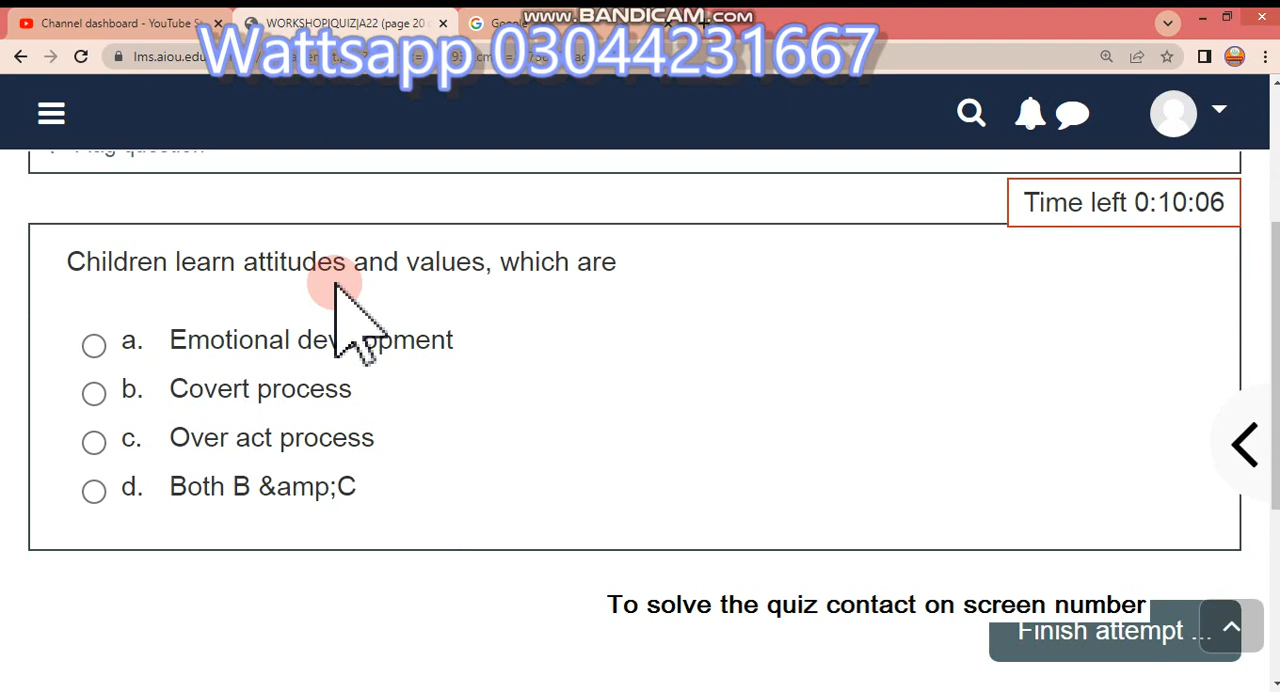 www.BANDICAM.com
Channel dashboard - YouTube S
WORKSHOP|QUIZ|A22 (page 20 o
Wattsapp 03044231667
lms.aiou.edu
Time left 0:10:06
Children learn attitudes and values, which are
a. Emotional development
b. Covert process
c. Over act process
d. Both B &amp;C
To solve the quiz contact on screen number
Finish attempt ...